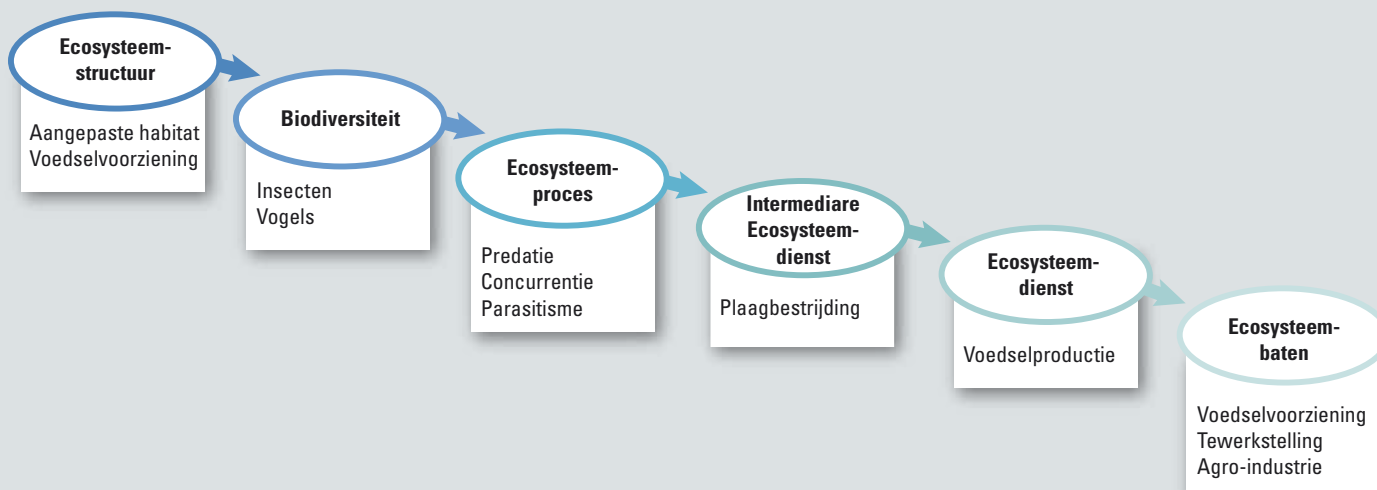 Ecosysteem-
structuur
Aangepaste habitat
Voedselvoorziening
Biodiversiteit
Insecten
Vogels
Ecosysteem-
proces
Predatie
Concurrentie
Parasitisme
Intermediare
Ecosysteem-
dienst
Plaagbestrijding
Ecosysteem-
dienst
Voedselproductie
Ecosysteem-
baten
Voedselvoorziening
Tewerkstelling
Agro-industrie